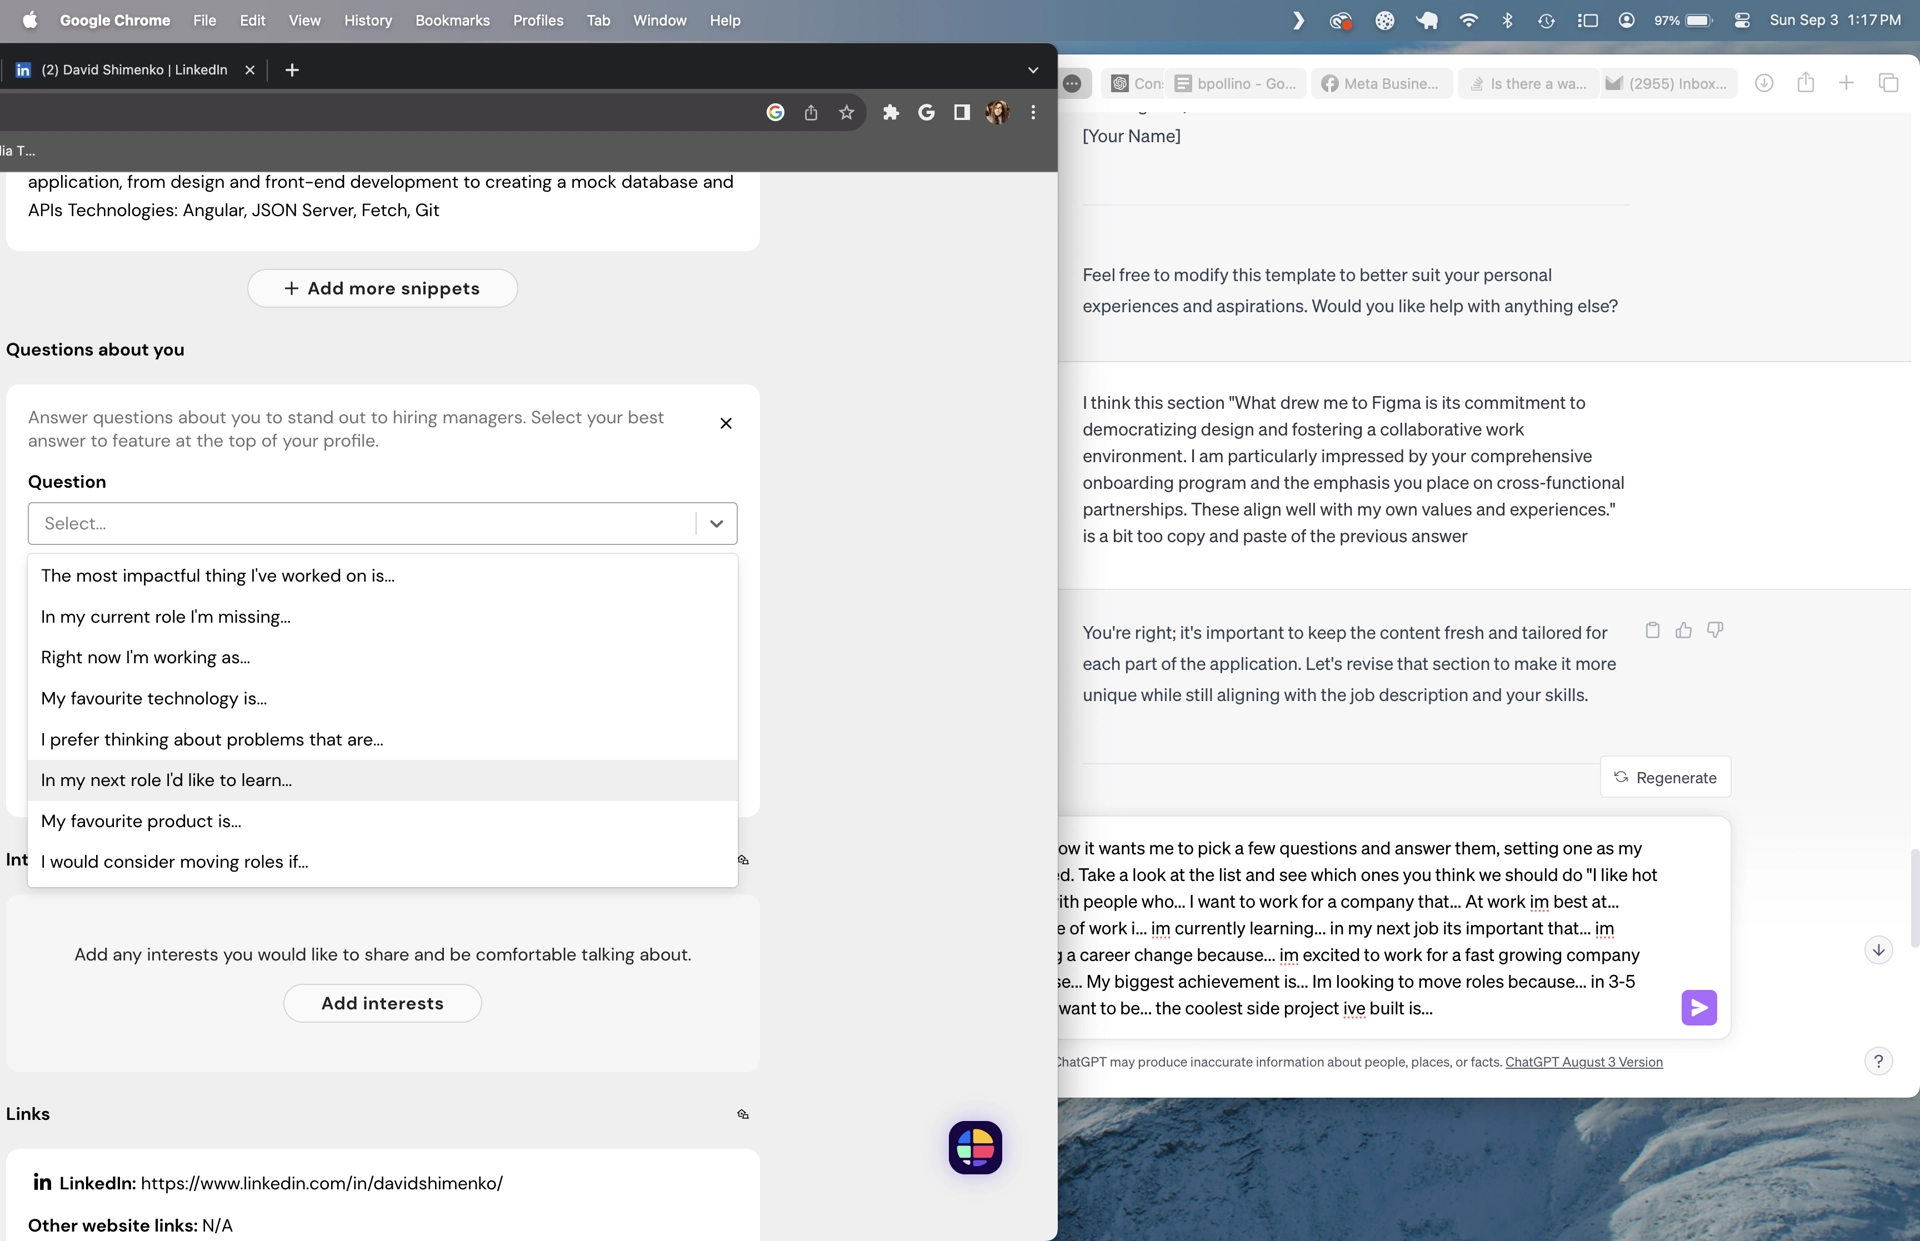 Google Chrome File Edit View History Bookmarks Profiles Tab Window Help
97% Sun Sep 3 1:17 PM
(2) David Shimenko | LinkedIn
lia T...
application, from design and front-end development to creating a mock database and
APIs Technologies: Angular, JSON Server, Fetch, Git
+ Add more snippets
Questions about you
Answer questions about you to stand out to hiring managers. Select your best
answer to feature at the top of your profile.
Question
Select...
The most impactful thing I've worked on is...
In my current role I'm missing...
Right now I'm working as...
My favourite technology is...
I prefer thinking about problems that are...
In my next role I'd like to learn...
My favourite product is...
I would consider moving roles if...
Int
Add any interests you would like to share and be comfortable talking about.
Add interests
Links
in LinkedIn: https://www.linkedin.com/in/davidshimenko/
Other website links: N/A
Con
bpollino - Go...
Meta Busine...
Is there a wa...
(2955) Inbox...
[Your Name]
Feel free to modify this template to better suit your personal
experiences and aspirations. Would you like help with anything else?
I think this section "What drew me to Figma is its commitment to
democratizing design and fostering a collaborative work
environment. I am particularly impressed by your comprehensive
onboarding program and the emphasis you place on cross-functional
partnerships. These align well with my own values and experiences."
is a bit too copy and paste of the previous answer
You're right; it's important to keep the content fresh and tailored for
each part of the application. Let's revise that section to make it more
unique while still aligning with the job description and your skills.
Regenerate
ow it wants me to pick a few questions and answer them, setting one as my
ed. Take a look at the list and see which ones you think we should do "I like hot
ith people who... I want to work for a company that... At work im best at...
e of work i... im currently learning... in my next job its important that... im
g a career change because... im excited to work for a fast growing company
se... My biggest achievement is... Im looking to move roles because... in 3-5
want to be... the coolest side project ive built is...
ChatGPT may produce inaccurate information about people, places, or facts. ChatGPT August 3 Version
?